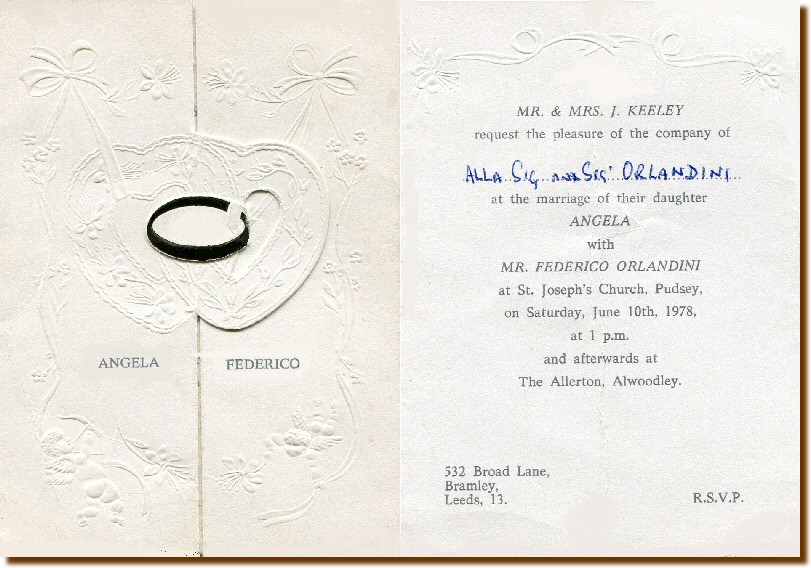 ANGELA FEDERICO
MR. & MRS. J. KEELEY
request the pleasure of the company of
ALLA SIG ORLANDINI
at the marriage of their daughter
ANGELA
with
MR. FEDERICO ORLANDINI
at St. Joseph's Church, Pudsey,
on Saturday, June 10th, 1978,
at 1 p.m.
and afterwards at
The Allerton, Alwoodley.
532 Broad Lane,
Bramley,
Leeds, 13.
R.S.V.P.